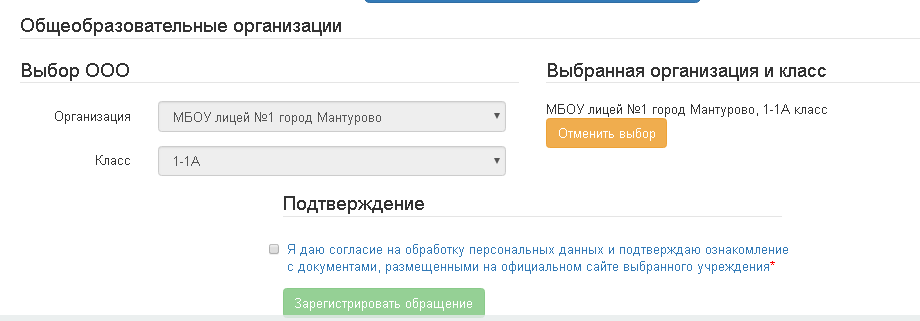 Общеобразовательные организации
Выбор ООО
Выбранная организация и класс
Организация
МБОУ лицей №1 город Мантурово
МБОУ лицей №1 город Мантурово, 1-1А класс
Отменить выбор
Класс
1-1А
Подтверждение
Я даю согласие на обработку персональных данных и подтверждаю ознакомление
с документами, размещенными на официальном сайте выбранного учреждения*
Зарегистрировать обращение